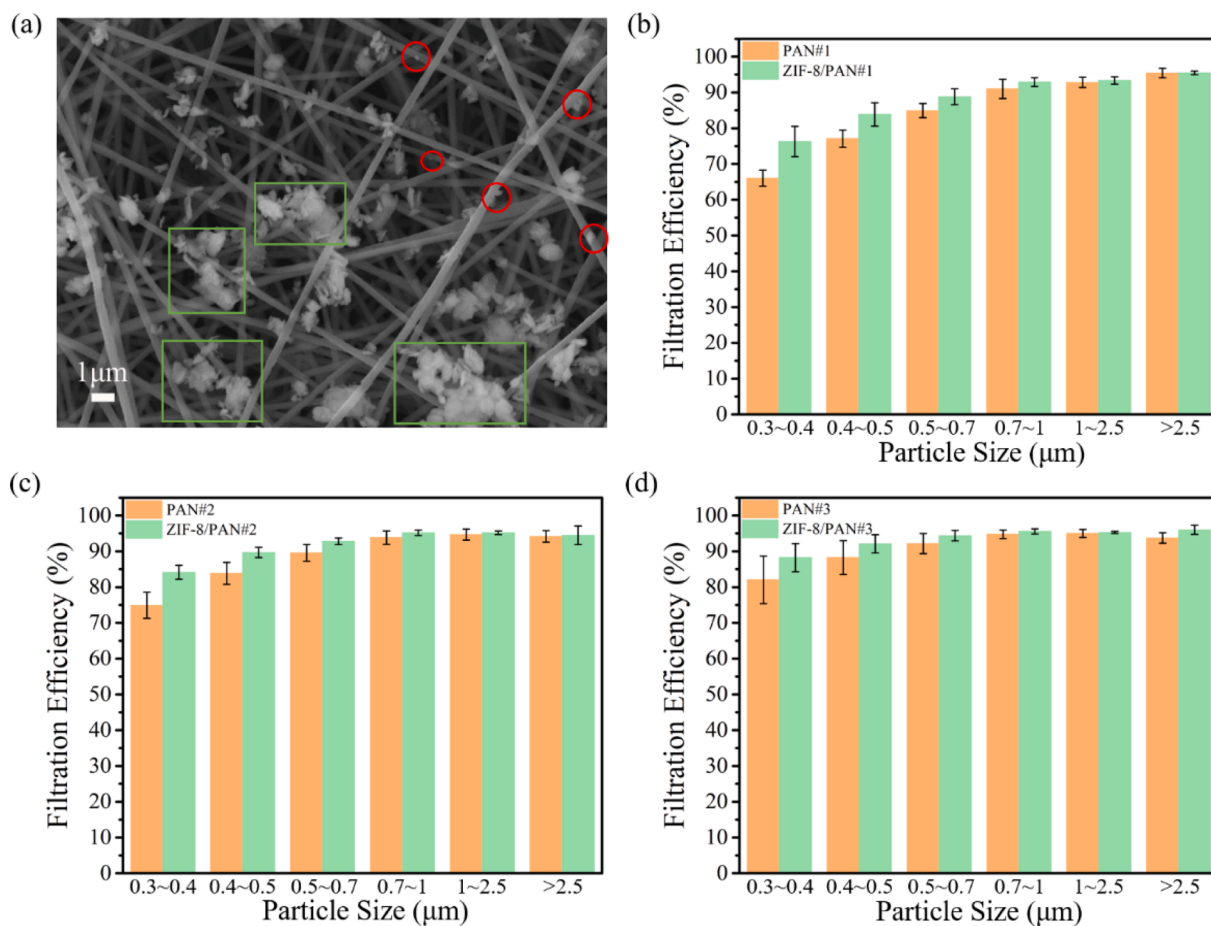 (a)
1μm
(b)
PAN#1
ZIF-8/PAN#1
Filtration Efficiency (%)
100
90
80
70
60
50
40
30
20
10
0
0.3~0.4 0.4~0.5 0.5~0.7 0.7~1 1~2.5 >2.5
Particle Size (μm)
(c)
PAN#2
ZIF-8/PAN#2
Filtration Efficiency (%)
100
90
80
70
60
50
40
30
20
10
0
0.3~0.4 0.4~0.5 0.5~0.7 0.7~1 1~2.5 >2.5
Particle Size (μm)
(d)
PAN#3
ZIF-8/PAN#3
Filtration Efficiency (%)
100
90
80
70
60
50
40
30
20
10
0
0.3~0.4 0.4~0.5 0.5~0.7 0.7~1 1~2.5 >2.5
Particle Size (μm)